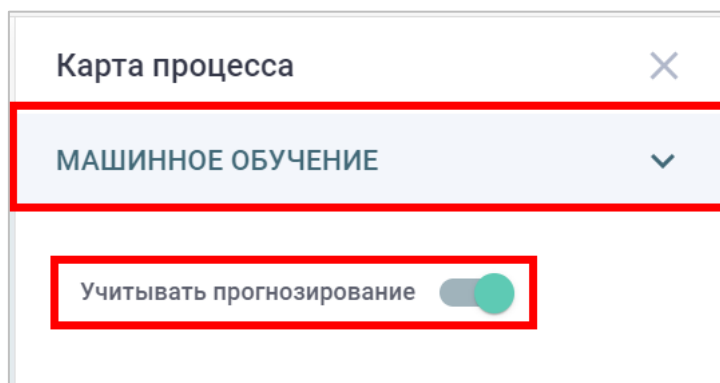 Карта процесса
МАШИННОЕ ОБУЧЕНИЕ
Учитывать прогнозирование